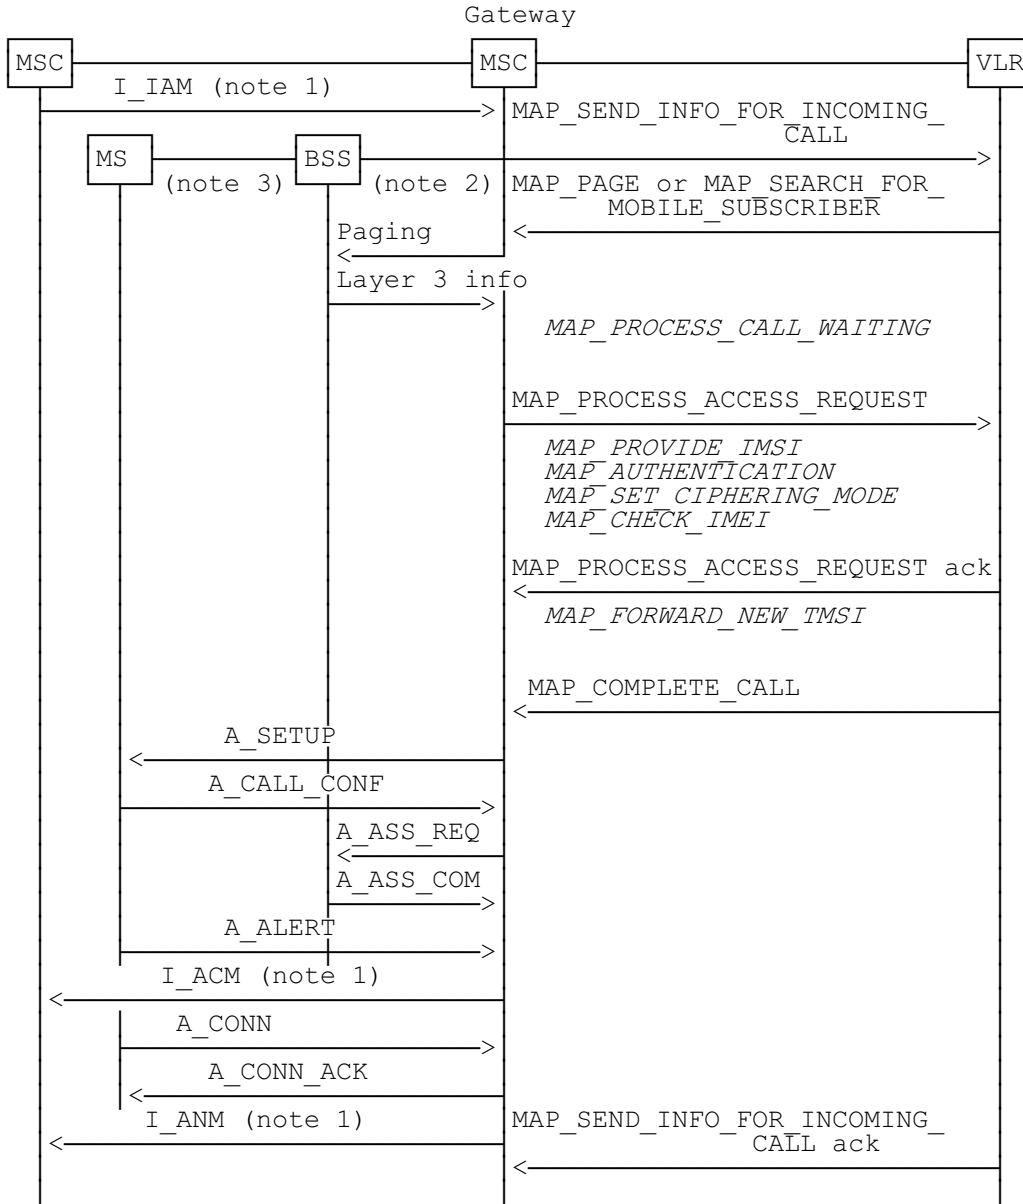 Gateway
MSC
MSC
VLR
I_IAM (note 1)
MAP_SEND_INFO_FOR_INCOMING_
CALL
MS
BSS
(note 3)
(note 2)
MAP_PAGE or MAP_SEARCH_FOR_
MOBILE_SUBSCRIBER
Paging
Layer 3 info
MAP_PROCESS_CALL_WAITING
MAP_PROCESS_ACCESS_REQUEST
MAP_PROVIDE_IMSI
MAP_AUTHENTICATION
MAP_SET_CIPHERING_MODE
MAP_CHECK_IMEI
MAP_PROCESS_ACCESS_REQUEST ack
MAP_FORWARD_NEW_TMSI
MAP_COMPLETE_CALL
A_SETUP
A_CALL_CONF
A_ASS_REQ
A_ASS_COM
A_ALERT
I_ACM (note 1)
A_CONN
A_CONN_ACK
I_ANM (note 1)
MAP_SEND_INFO_FOR_INCOMING_
CALL ack